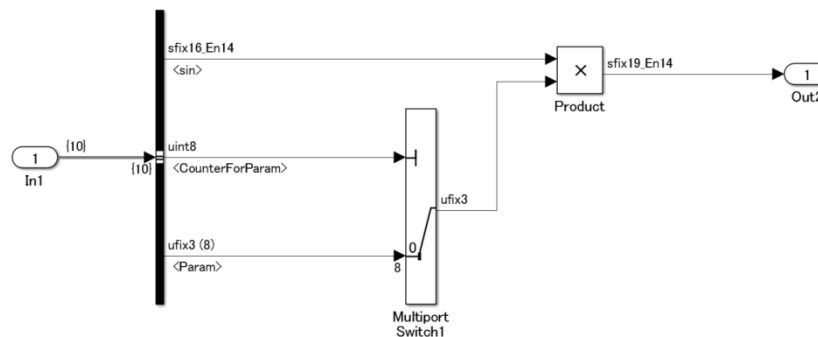 sfix16_En14
<sin>
sfix19_En14
×
1
Product
Out2
{10}
uint8
1
{10}
<CounterForParam>
In1
ufix3
ufix3 (8)
0
<Param>
8
Multiport
Switch1